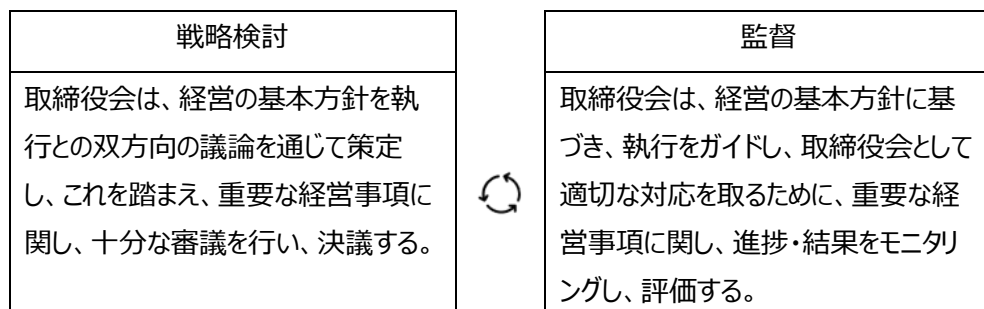 戦略検討
取締役会は、経営の基本方針を執
行との双方向の議論を通じて策定
し、これを踏まえ、重要な経営事項に
関し、十分な審議を行い、決議する。
監督
取締役会は、経営の基本方針に基
づき、執行をガイドし、取締役会として
適切な対応を取るために、重要な経
営事項に関し、進捗・結果をモニタリ
ングし、評価する。